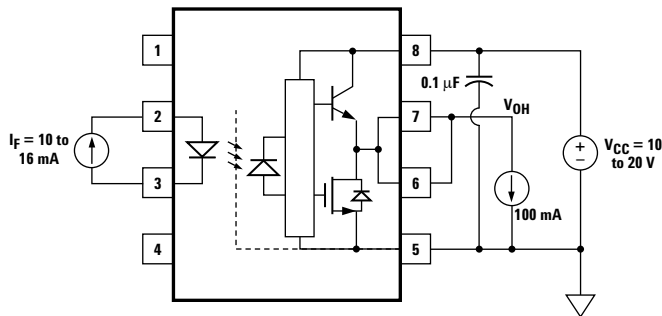 1
8
0.1 µF
V_OH
2
7
I_F = 10 to
16 mA
V_CC = 10
to 20 V
+
–
3
6
100 mA
4
5